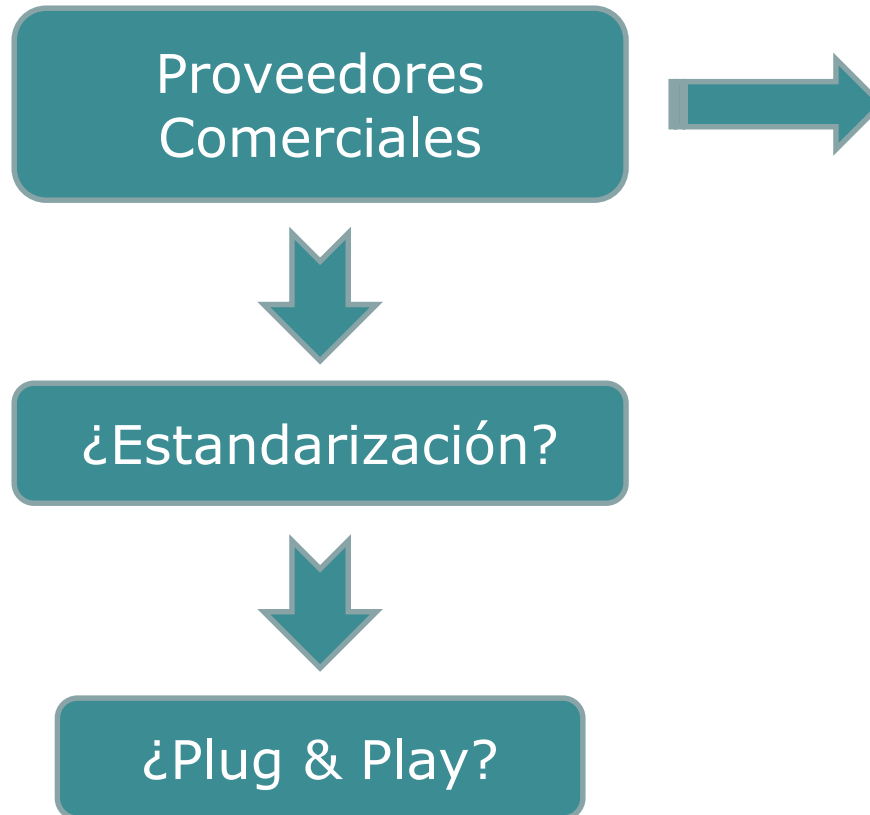 Proveedores
Comerciales
¿Estandarización?
¿Plug & Play?